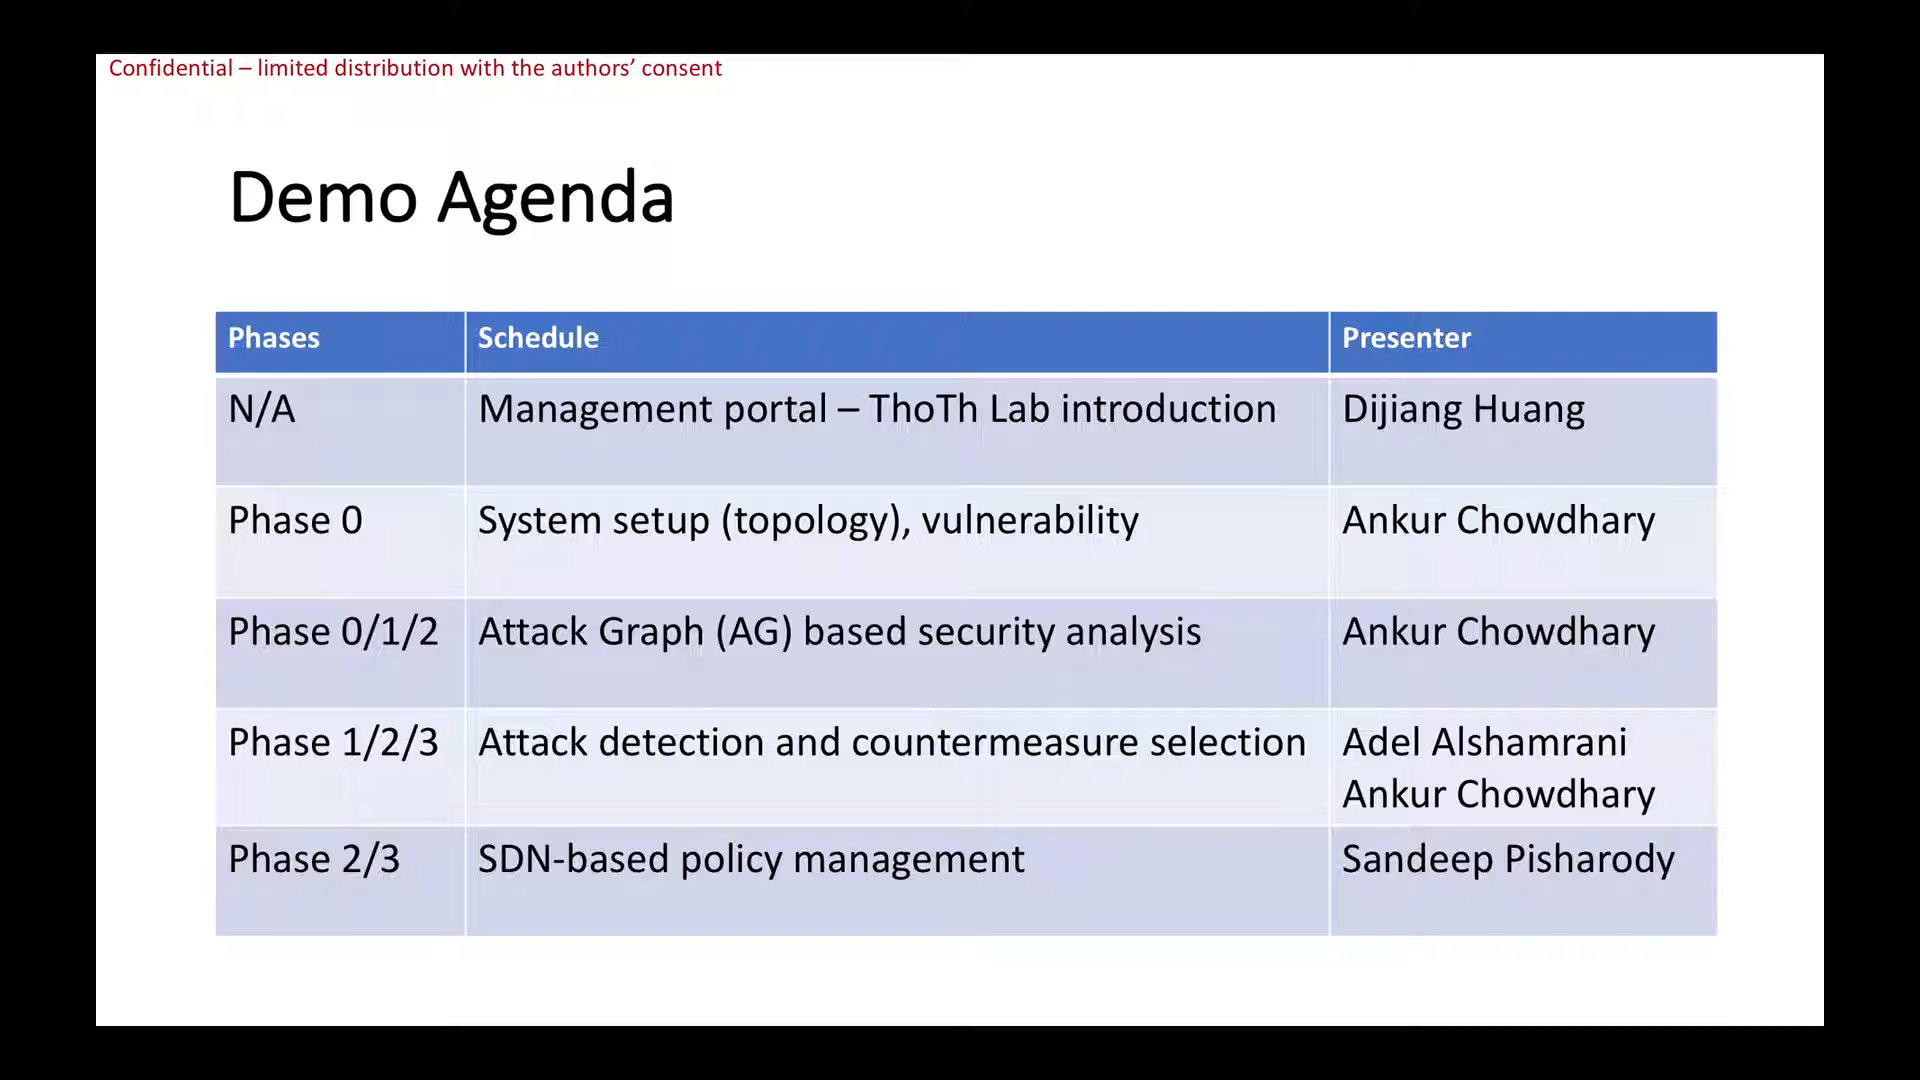 Confidential – limited distribution with the authors’ consent
Demo Agenda
Phases Schedule Presenter
N/A Management portal – ThoTh Lab introduction Dijiang Huang
Phase 0 System setup (topology), vulnerability Ankur Chowdhary
Phase 0/1/2 Attack Graph (AG) based security analysis Ankur Chowdhary
Phase 1/2/3 Attack detection and countermeasure selection Adel Alshamrani
Ankur Chowdhary
Phase 2/3 SDN-based policy management Sandeep Pisharody